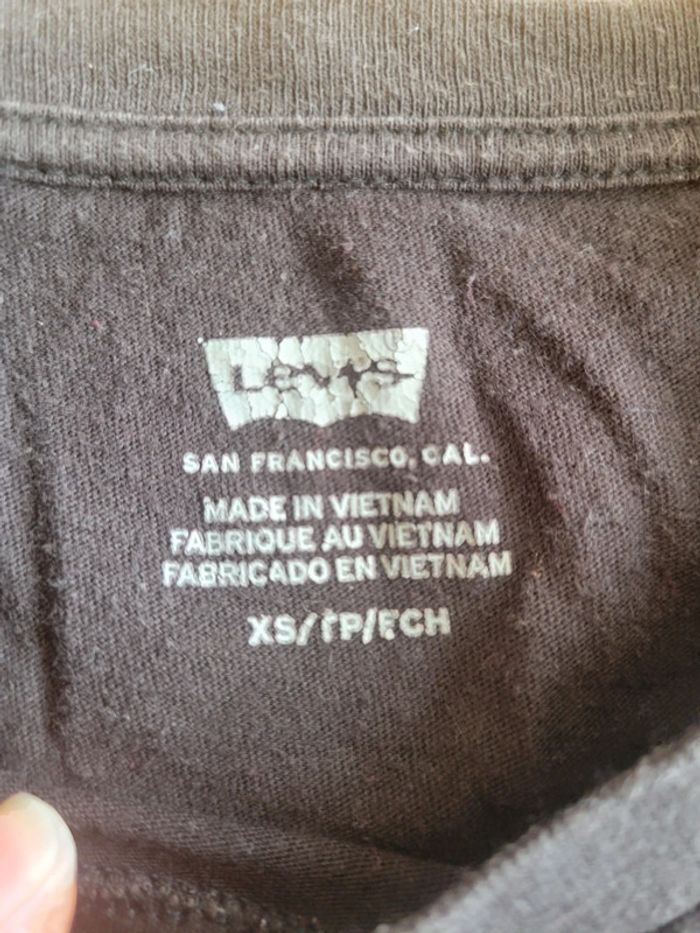 Levi's
SAN FRANCISCO, CAL.
MADE IN VIETNAM
FABRIQUE AU VIETNAM
FABRICADO EN VIETNAM
XS/TP/ECH